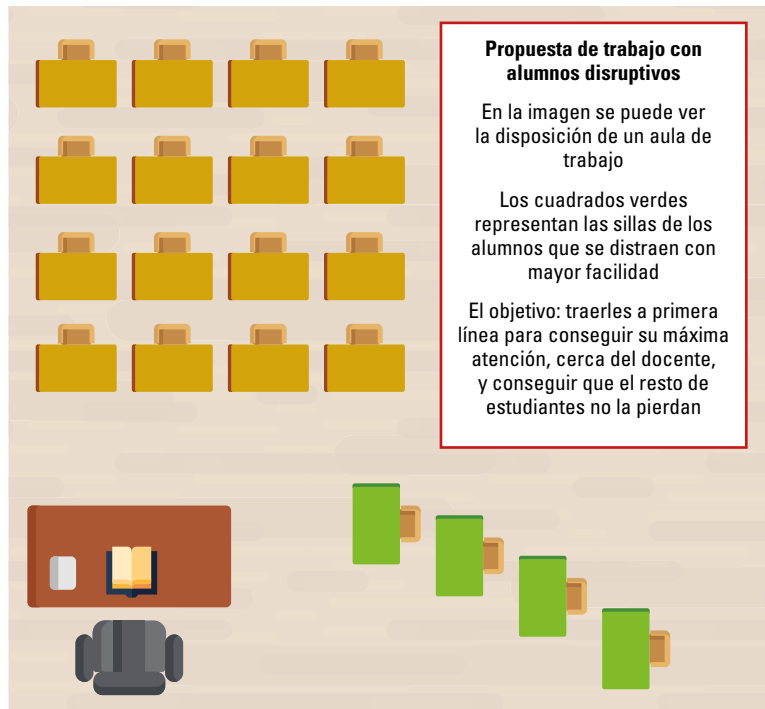 Propuesta de trabajo con
alumnos disruptivos
En la imagen se puede ver
la disposición de un aula de
trabajo
Los cuadrados verdes
representan las sillas de los
alumnos que se distraen con
mayor facilidad
El objetivo: traerles a primera
línea para conseguir su máxima
atención, cerca del docente,
y conseguir que el resto de
estudiantes no la pierdan